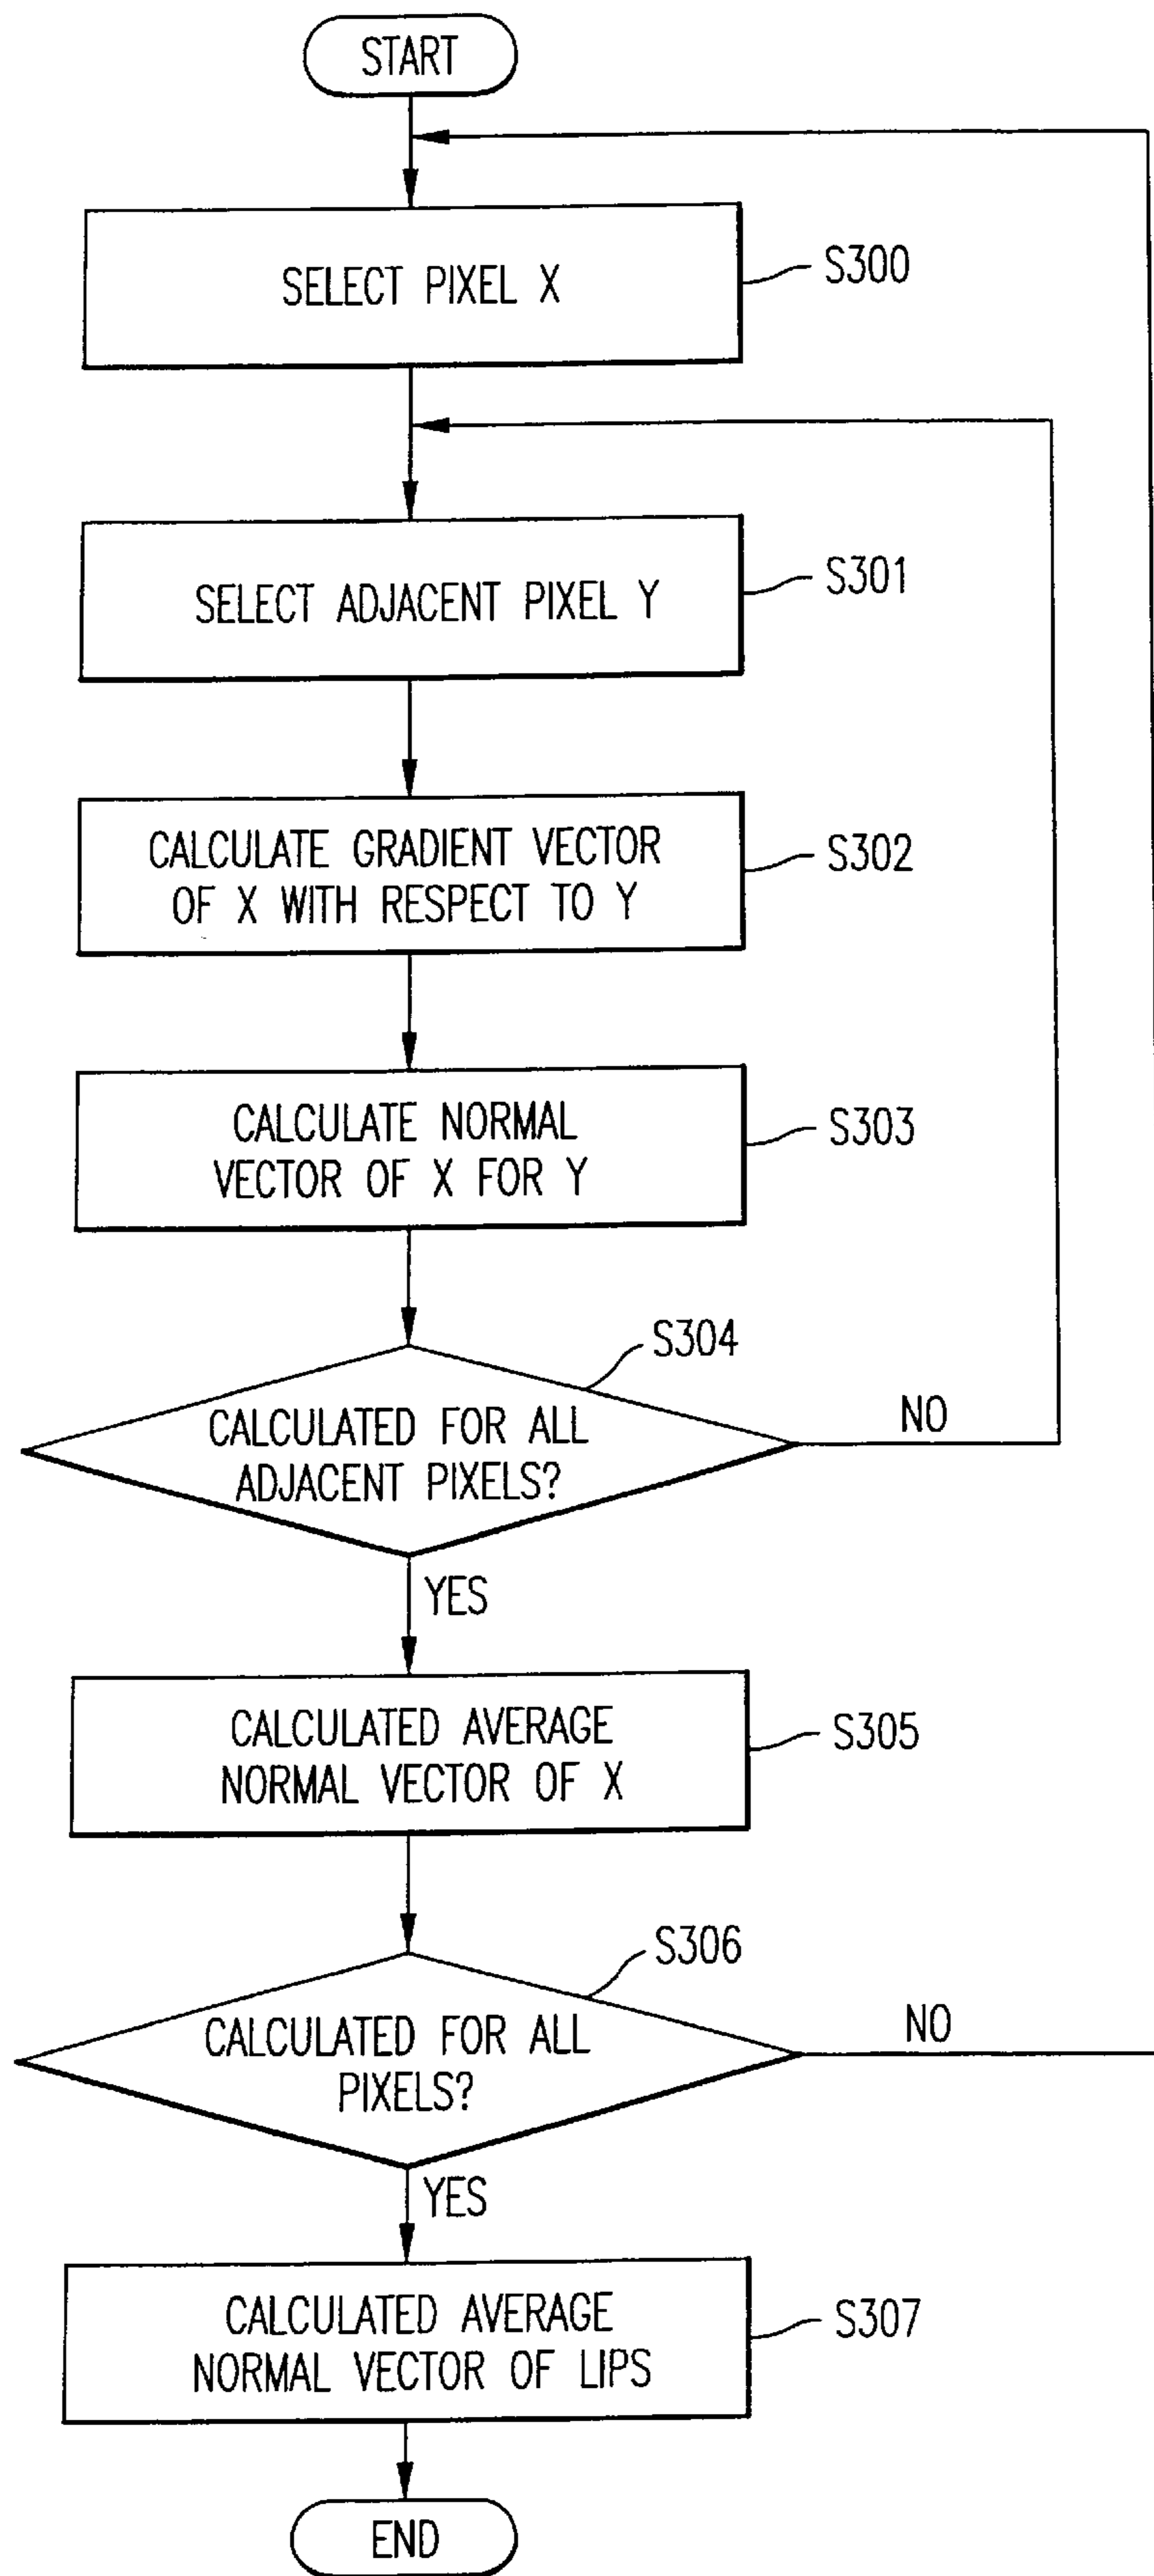 START
SELECT PIXEL X
S300
SELECT ADJACENT PIXEL Y
S301
CALCULATE GRADIENT VECTOR
OF X WITH RESPECT TO Y
S302
CALCULATE NORMAL
VECTOR OF X FOR Y
S303
S304
CALCULATED FOR ALL
ADJACENT PIXELS?
NO
YES
CALCULATED AVERAGE
NORMAL VECTOR OF X
S305
S306
CALCULATED FOR ALL
PIXELS?
NO
YES
CALCULATED AVERAGE
NORMAL VECTOR OF LIPS
S307
END